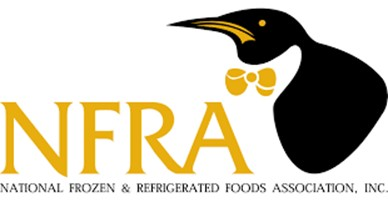 NFRA
NATIONAL FROZEN & REFRIGERATED FOODS ASSOCIATION, INC.